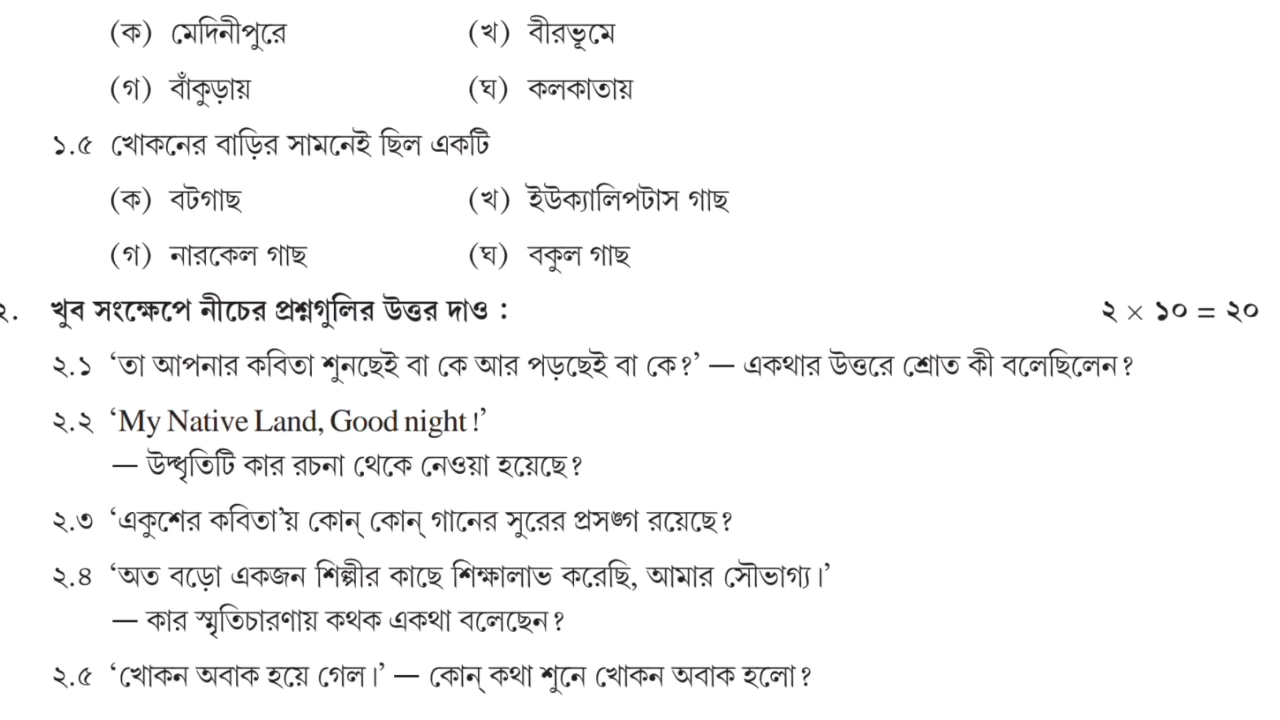 (ক) মেদিনীপুরে (খ) বীরভূমে
(গ) বাঁকুড়ায় (ঘ) কলকাতায়
১.৫ খোকনের বাড়ির সামনেই ছিল একটি
(ক) বটগাছ (খ) ইউক্যালিপটাস গাছ
(গ) নারকেল গাছ (ঘ) বকুল গাছ
২. খুব সংক্ষেপে নীচের প্রশ্নগুলির উত্তর দাও : ২ × ১০ = ২০
২.১ ‘তা আপনার কবিতা শুনছেই বা কে আর পড়ছেই বা কে?’ — একথার উত্তরে শ্রোত কী বলেছিলেন?
২.২ ‘My Native Land, Good night !’
— উদ্ধৃতিটি কার রচনা থেকে নেওয়া হয়েছে?
২.৩ ‘একুশের কবিতা’য় কোন্ কোন্ গানের সুরের প্রসঙ্গ রয়েছে?
২.৪ ‘অত বড়ো একজন শিল্পীর কাছে শিক্ষালাভ করেছি, আমার সৌভাগ্য।’
— কার স্মৃতিচারণায় কথক একথা বলেছেন?
২.৫ ‘খোকন অবাক হয়ে গেল।’ — কোন্ কথা শুনে খোকন অবাক হলো?